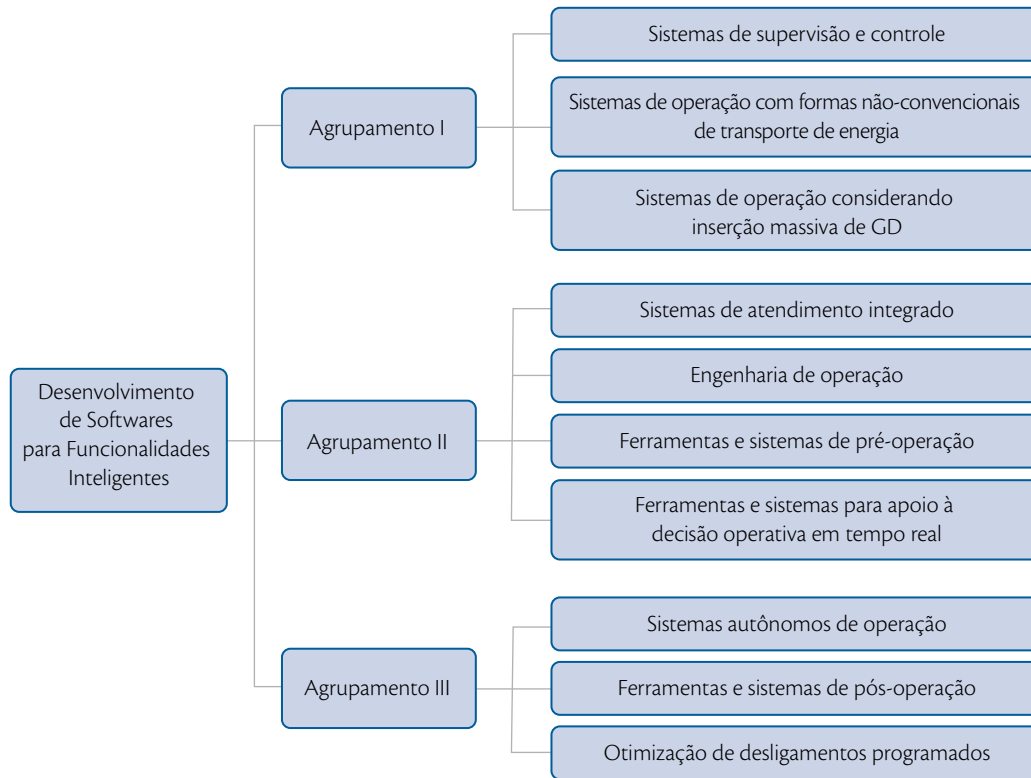 Desenvolvimento
de Softwares
para Funcionalidades
Inteligentes
Agrupamento I
Sistemas de supervisão e controle
Sistemas de operação com formas não-convencionais
de transporte de energia
Sistemas de operação considerando
inserção massiva de GD
Agrupamento II
Sistemas de atendimento integrado
Engenharia de operação
Ferramentas e sistemas de pré-operação
Ferramentas e sistemas para apoio à
decisão operativa em tempo real
Agrupamento III
Sistemas autônomos de operação
Ferramentas e sistemas de pós-operação
Otimização de desligamentos programados